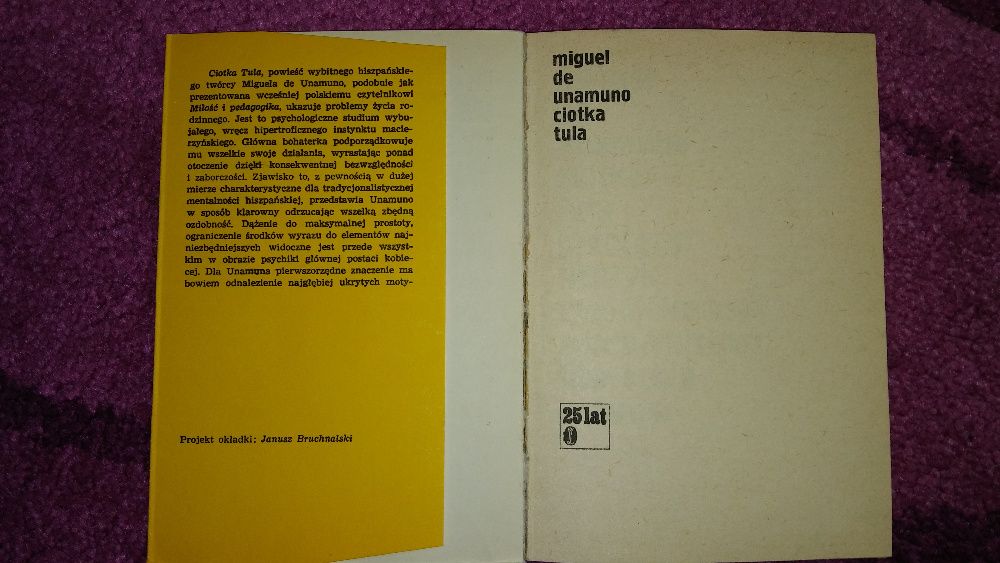 Ciotka Tula, powieść wybitnego hiszpańskie-
go twórcy Miguela de Unamuno, podobnie jak
prezentowana wcześniej polskiemu czytelnikowi
Miłość i pedagogika, ukazuje problemy życia ro-
dzinnego. Jest to psychologiczne studium wybu-
jałego, wręcz hipertroficznego instynktu macie-
rzyńskiego. Główna bohaterka podporządkowuje
mu wszelkie swoje działania, wyrastając ponad
otoczenie dzięki konsekwentnej bezwzględności
i zaborczości. Zjawisko to, z pewnością w dużej
mierze charakterystyczne dla tradycjonalistycznej
mentalności hiszpańskiej, przedstawia Unamuno
w sposób klarowny odrzucając wszelką zbędną
ozdobność. Dążenie do maksymalnej prostoty,
ograniczenie środków wyrazu do elementów naj-
niezbędniejszych widoczne jest przede wszyst-
kim w obrazie psychiki głównej postaci kobie-
cej. Dla Unamuna pierwszorzędne znaczenie ma
bowiem odnalezienie najgłębiej ukrytych moty-
Projekt okładki: Janusz Bruchnalski
miguel
de
unamuno
ciotka
tula
25 lat